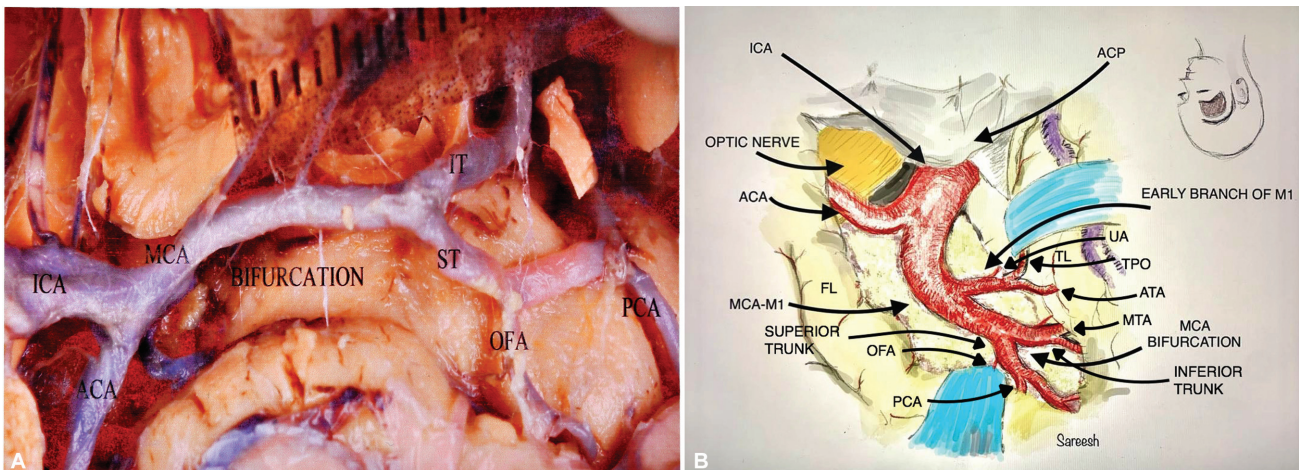 IT
MCA
BIFURCATION
ST
ICA
PCA
OFA
ACA
A
ICA
ACP
OPTIC NERVE
ACA
EARLY BRANCH OF M1
UA
TL
TPO
FL
ATA
MCA-M1
MTA
SUPERIOR
TRUNK
MCA
BIFURCATION
OFA
INFERIOR
TRUNK
PCA
Sareesh
B